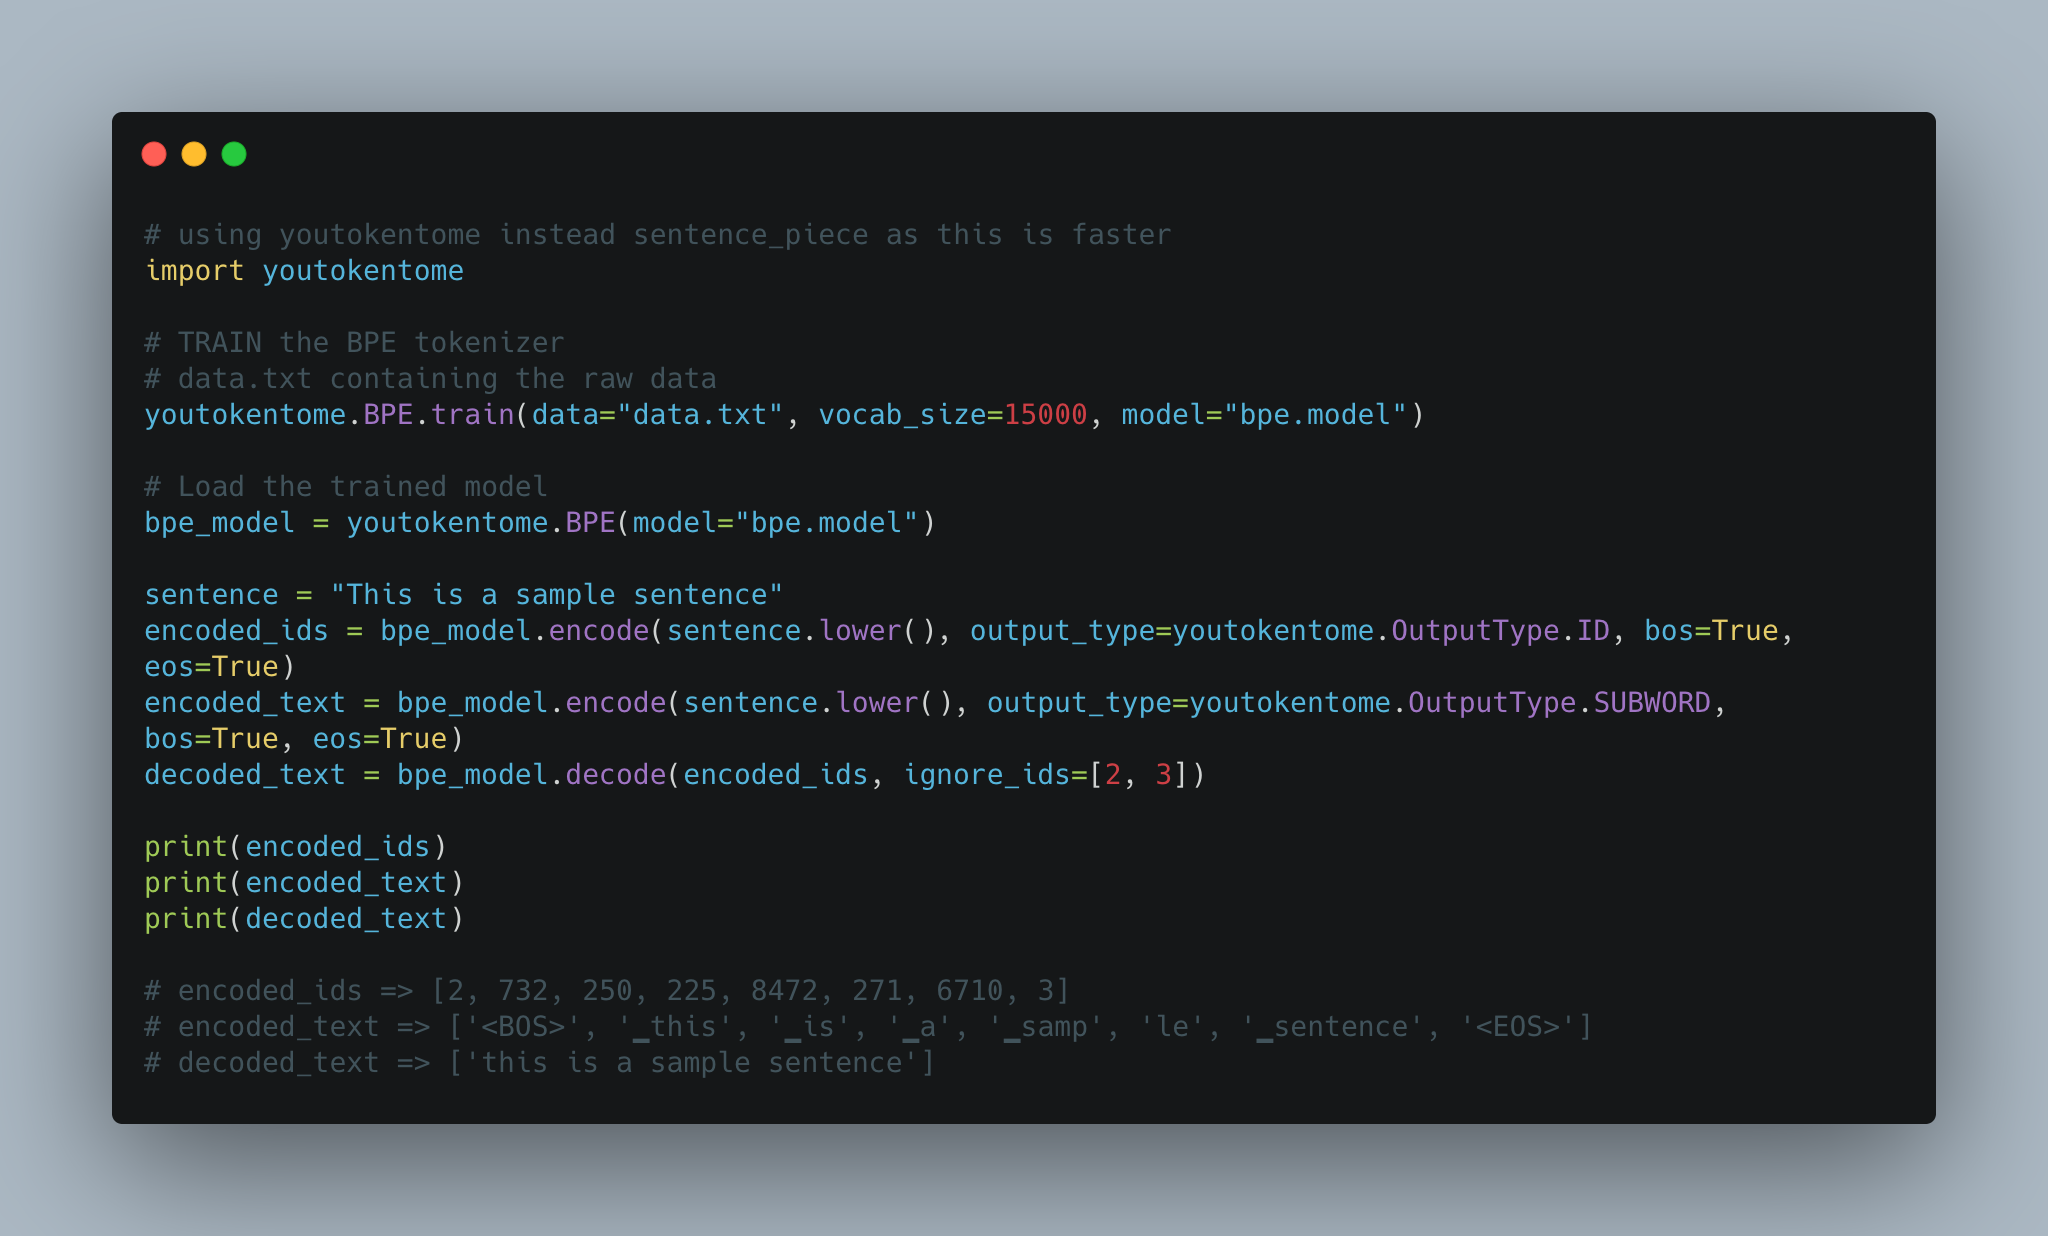 # using youtokentome instead sentence_piece as this is faster
import youtokentome
# TRAIN the BPE tokenizer
# data.txt containing the raw data
youtokentome.BPE.train(data="data.txt", vocab_size=15000, model="bpe.model")
# Load the trained model
bpe_model = youtokentome.BPE(model="bpe.model")
sentence = "This is a sample sentence"
encoded_ids = bpe_model.encode(sentence.lower(), output_type=youtokentome.OutputType.ID, bos=True,
eos=True)
encoded_text = bpe_model.encode(sentence.lower(), output_type=youtokentome.OutputType.SUBWORD,
bos=True, eos=True)
decoded_text = bpe_model.decode(encoded_ids, ignore_ids=[2, 3])
print(encoded_ids)
print(encoded_text)
print(decoded_text)
# encoded_ids => [2, 732, 250, 225, 8472, 271, 6710, 3]
# encoded_text => ['<BOS>', '▁this', '▁is', '▁a', '▁samp', 'le', '▁sentence', '<EOS>']
# decoded_text => ['this is a sample sentence']